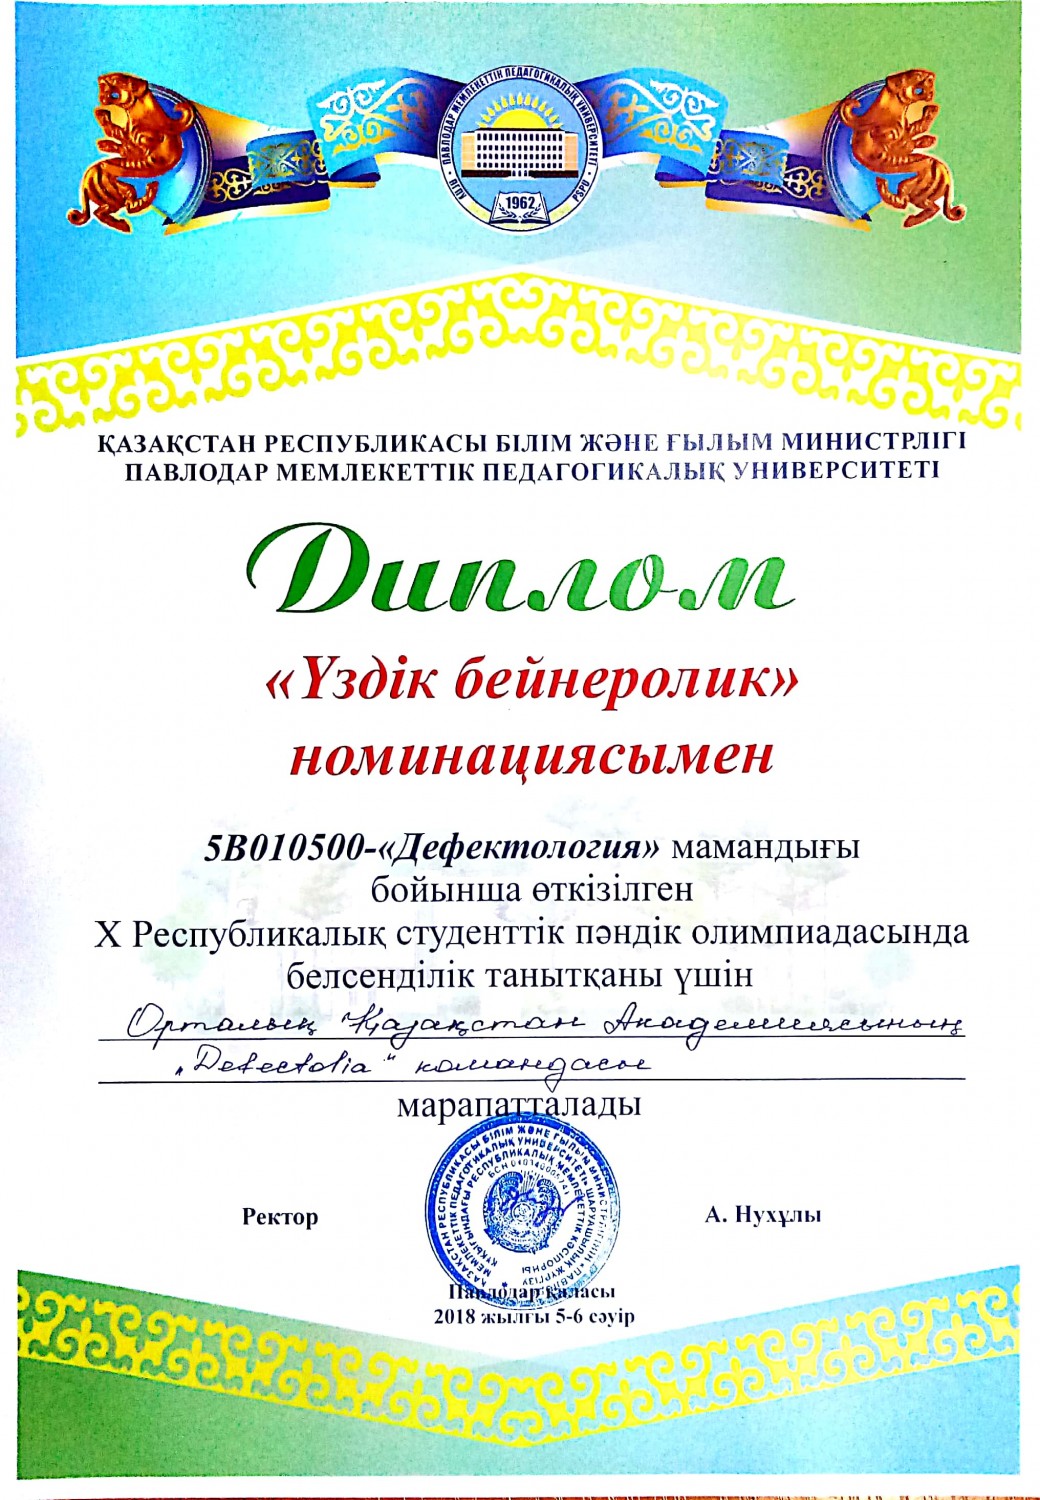 ПАВЛОДАР МЕМЛЕКЕТТІК ПЕДАГОГИКАЛЫҚ УНИВЕРСИТЕТІ
ПГПУ
PSPU
1962
ҚАЗАҚСТАН РЕСПУБЛИКАСЫ БІЛІМ ЖӘНЕ ҒЫЛЫМ МИНИСТРЛІГІ
ПАВЛОДАР МЕМЛЕКЕТТІК ПЕДАГОГИКАЛЫҚ УНИВЕРСИТЕТІ
Диплом
«Үздік бейнеролик»
номинациясымен
5В010500-«Дефектология» мамандығы
бойынша өткізілген
X Республикалық студенттік пәндік олимпиадасында
белсенділік танытқаны үшін
Орталық Қазақстан Академиясының
„Defectolia“ командасы
марапатталады
Ректор
А. Нухұлы
Павлодар қаласы
2018 жылғы 5-6 сәуір